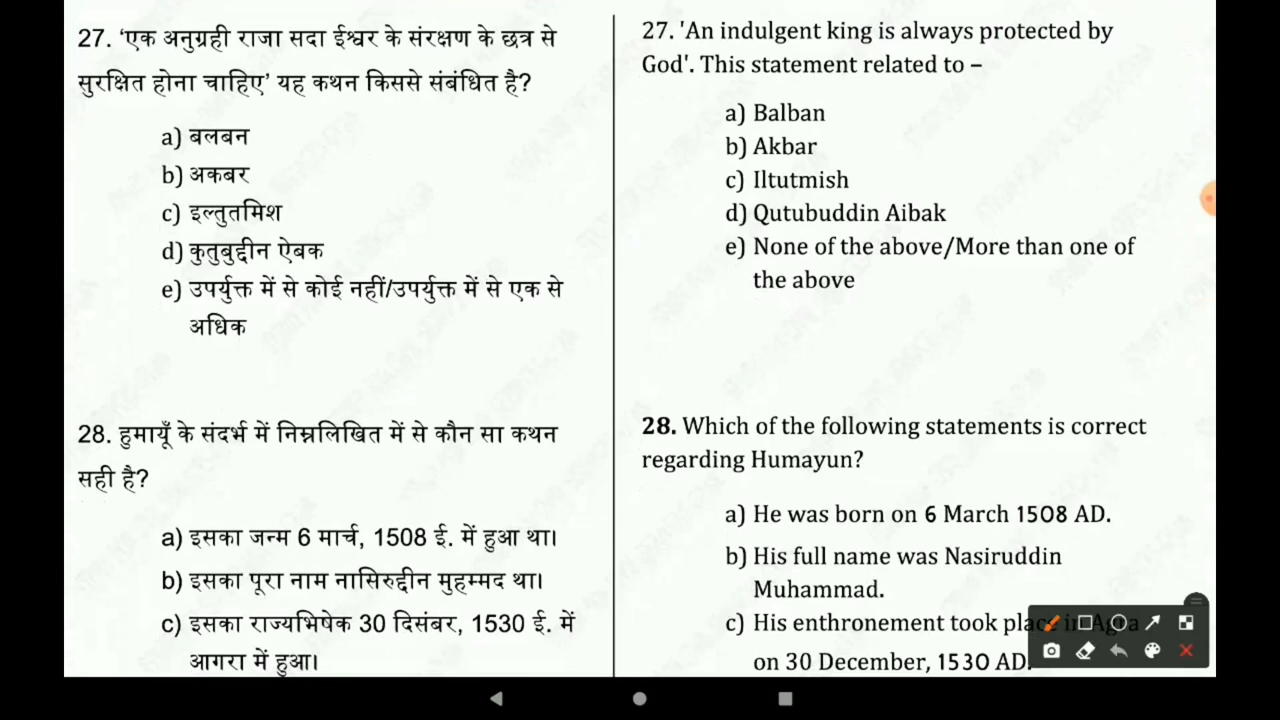 27. 'एक अनुग्रही राजा सदा ईश्वर के संरक्षण के छत्र से
सुरक्षित होना चाहिए' यह कथन किससे संबंधित है?
a) बलबन
b) अकबर
c) इल्तुतमिश
d) कुतुबुद्दीन ऐबक
e) उपर्युक्त में से कोई नहीं/उपर्युक्त में से एक से
अधिक
28. हुमायूँ के संदर्भ में निम्नलिखित में से कौन सा कथन
सही है?
a) इसका जन्म 6 मार्च, 1508 ई. में हुआ था।
b) इसका पूरा नाम नासिरुद्दीन मुहम्मद था।
c) इसका राज्यभिषेक 30 दिसंबर, 1530 ई. में
आगरा में हुआ।
27. 'An indulgent king is always protected by
God'. This statement related to –
a) Balban
b) Akbar
c) Iltutmish
d) Qutubuddin Aibak
e) None of the above/More than one of
the above
28. Which of the following statements is correct
regarding Humayun?
a) He was born on 6 March 1508 AD.
b) His full name was Nasiruddin
Muhammad.
c) His enthronement took place in Agra
on 30 December, 1530 AD.